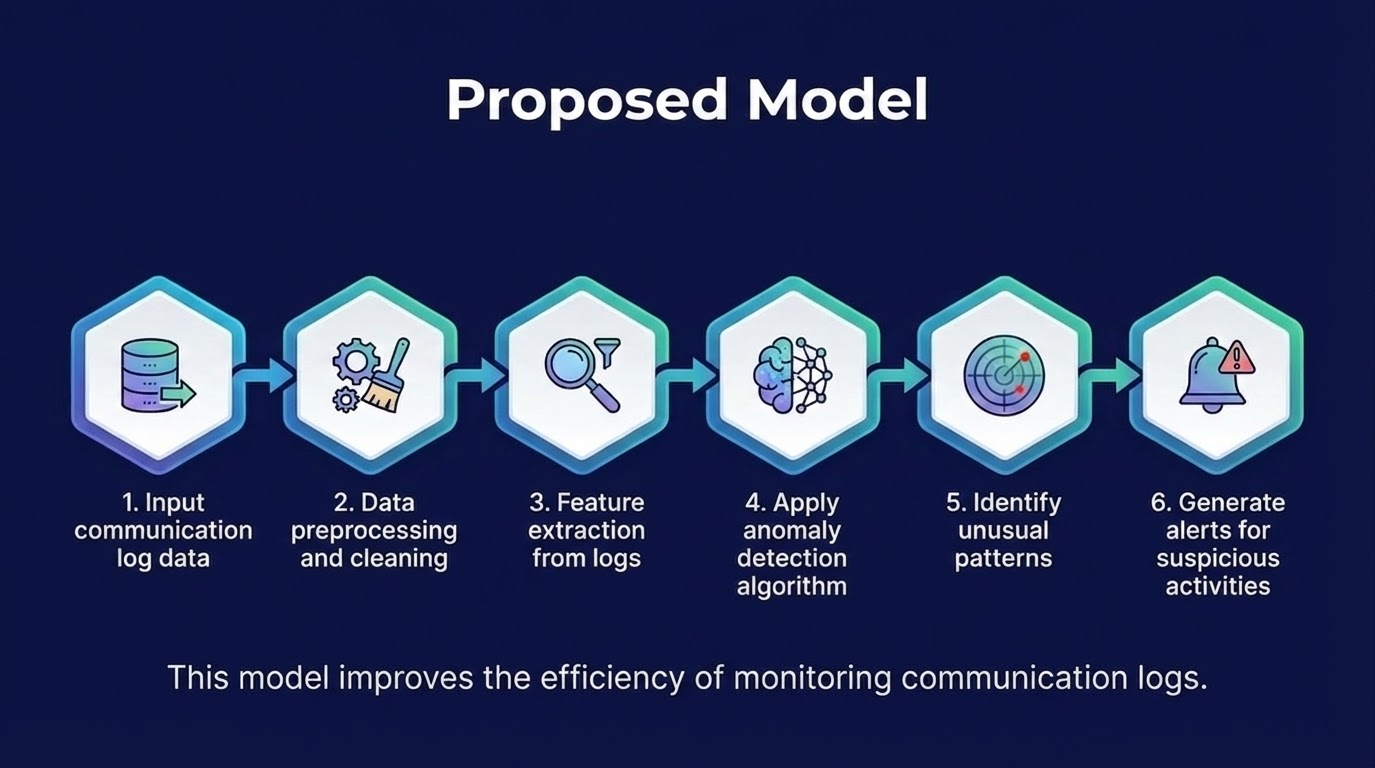 Proposed Model
1. Input
communication
log data
2. Data
preprocessing
and cleaning
3. Feature
extraction
from logs
4. Apply
anomaly
detection
algorithm
5. Identify
unusual
patterns
6. Generate
alerts for
suspicious
activities
This model improves the efficiency of monitoring communication logs.